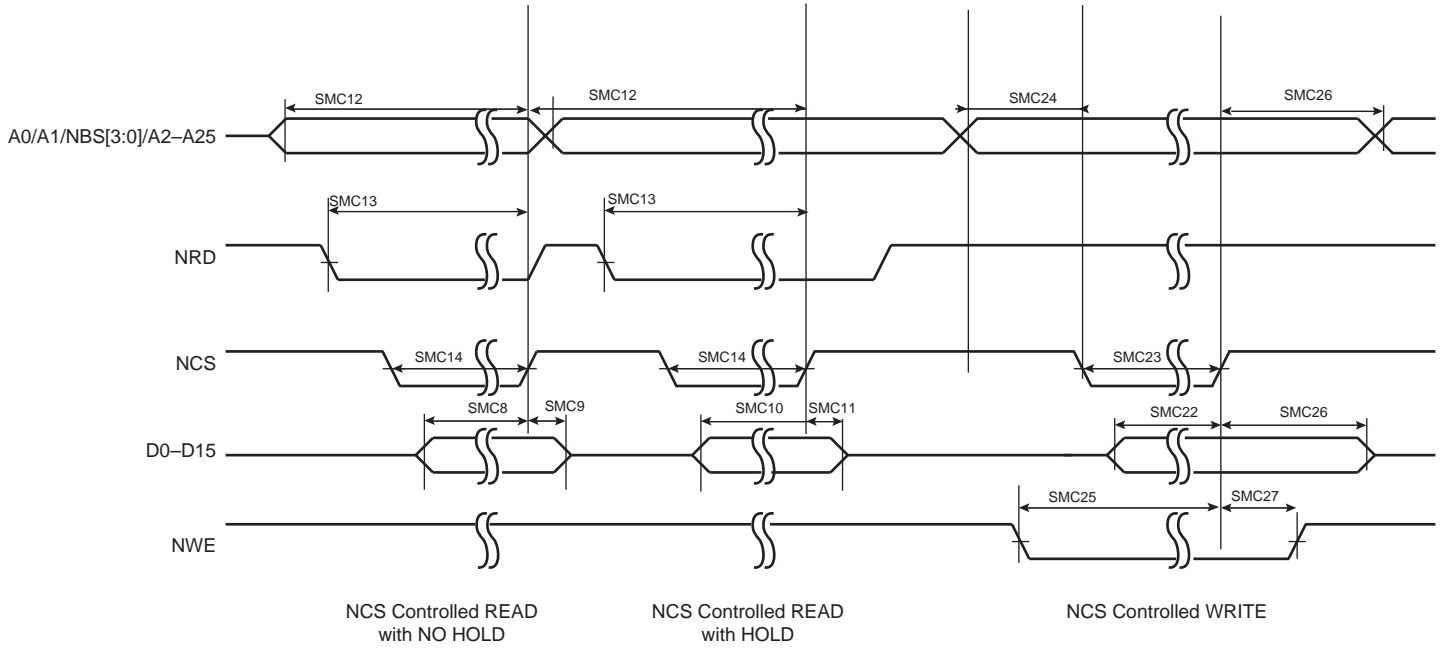 SMC12
SMC12
SMC24
SMC26
A0/A1/NBS[3:0]/A2–A25
SMC13
SMC13
NRD
NCS
SMC14
SMC14
SMC23
SMC8
SMC9
SMC10
SMC11
SMC22
SMC26
D0–D15
SMC25
SMC27
NWE
NCS Controlled READ
with NO HOLD
NCS Controlled READ
with HOLD
NCS Controlled WRITE